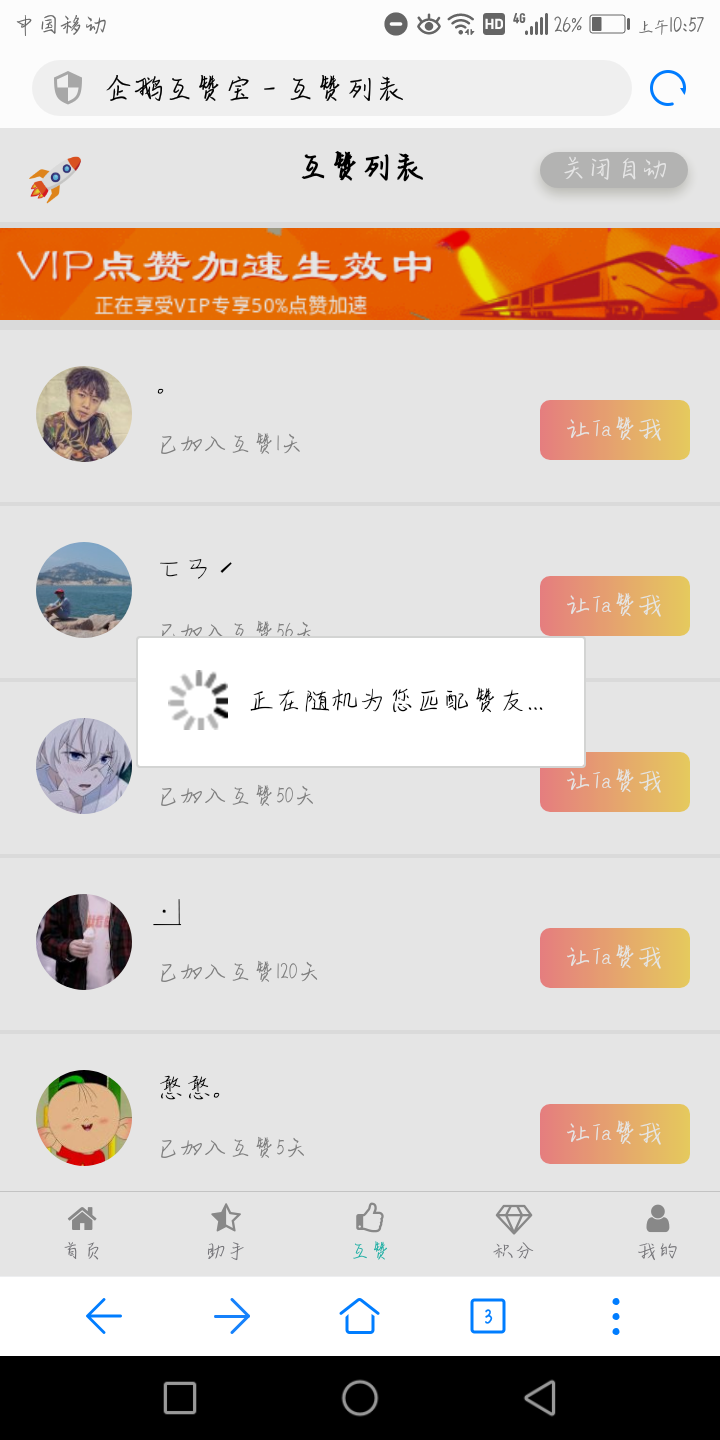 中国移动 HD 4G 26% 上午10:57
企鹅互赞宝 - 互赞列表
互赞列表 关闭自动
VIP点赞加速生效中
正在享受VIP专享50%点赞加速
。
已加入互赞1天 让Ta赞我
ㄷㄢˊ
已加入互赞56天 让Ta赞我
正在随机为您匹配赞友...
已加入互赞50天 让Ta赞我
已加入互赞120天 让Ta赞我
憨憨。
已加入互赞5天 让Ta赞我
首页 助手 互赞 积分 我的
3